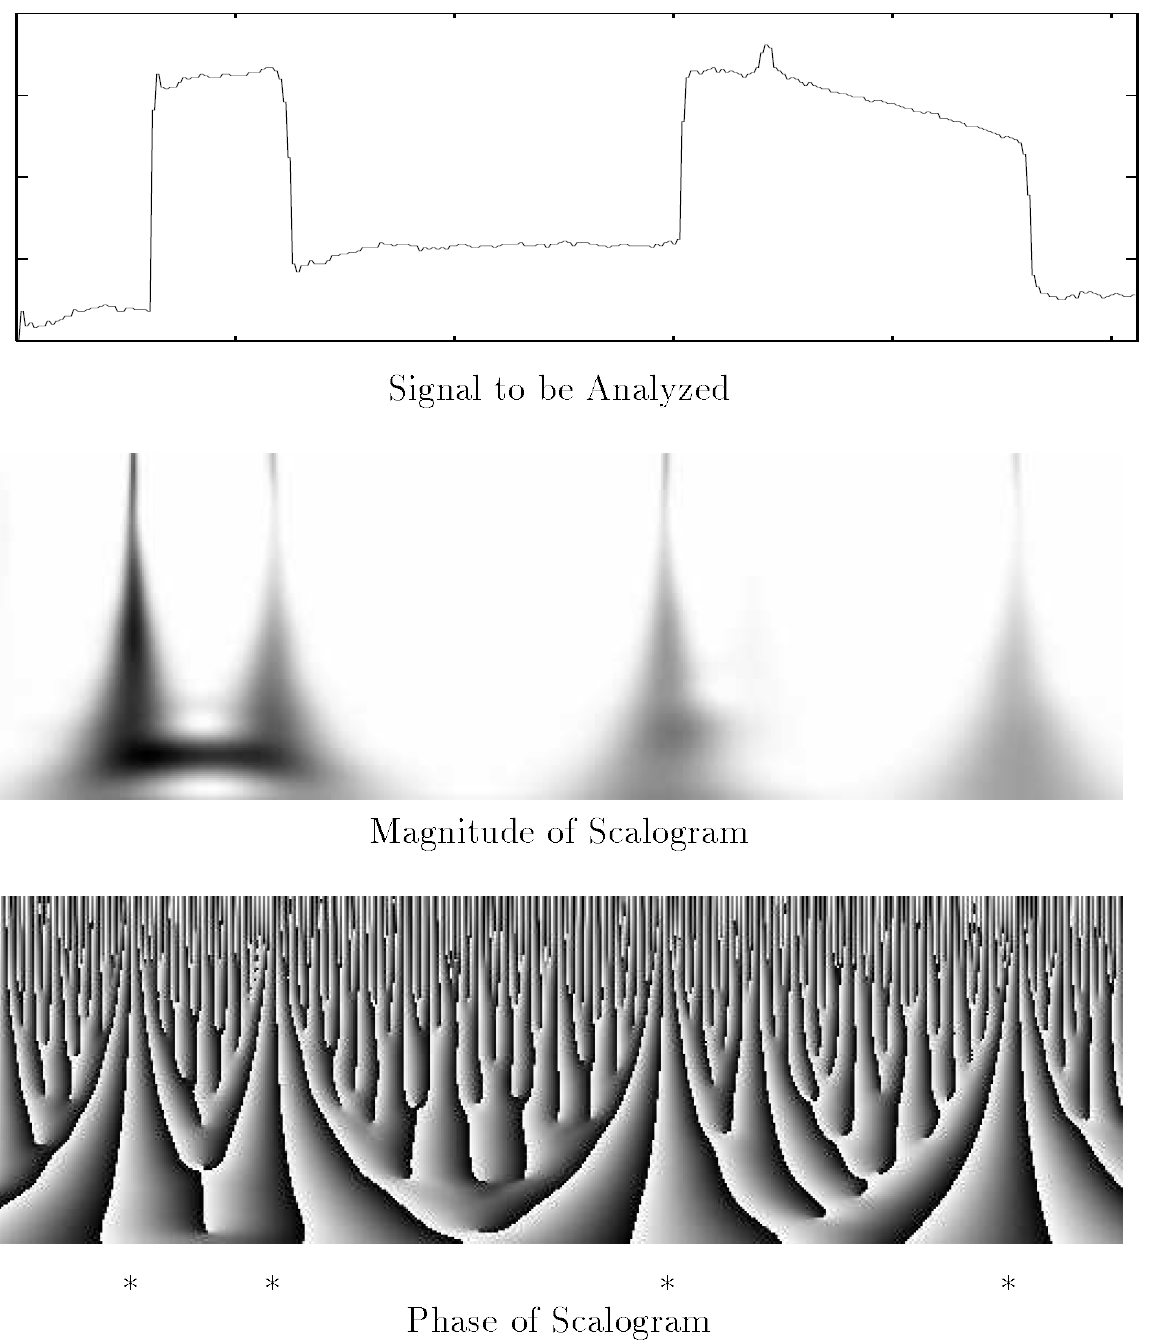 Signal to be Analyzed
Magnitude of Scalogram
* * * *
Phase of Scalogram